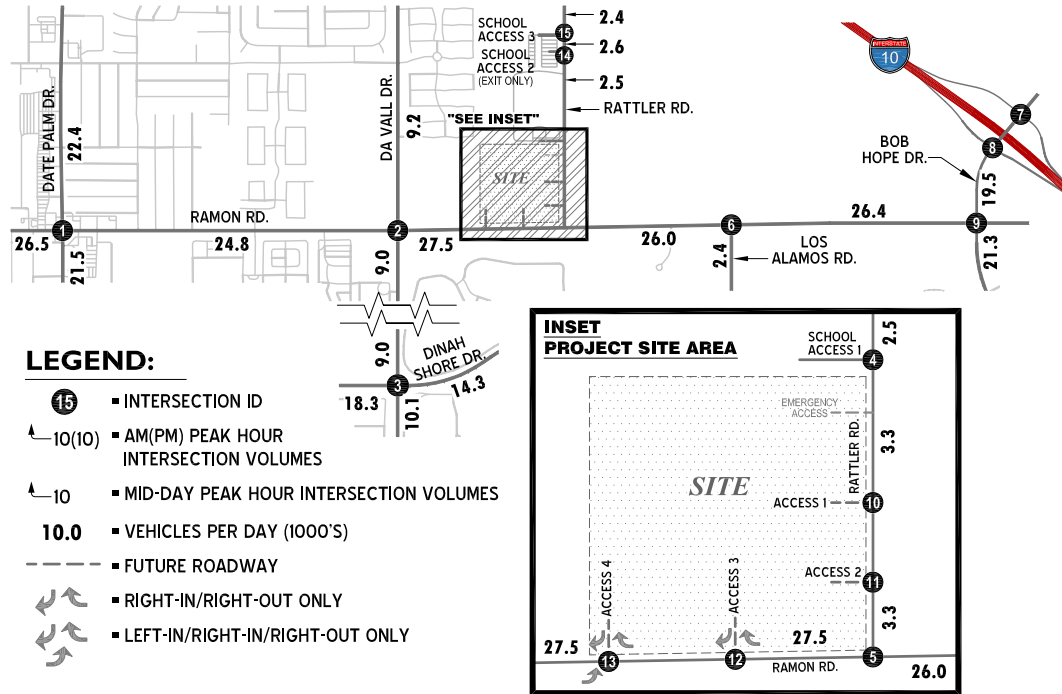 2.4
SCHOOL
ACCESS 3
15
2.6
SCHOOL
ACCESS 2
(EXIT ONLY)
14
2.5
RATTLER RD.
"SEE INSET"
INTERSTATE
10
DATE PALM DR.
22.4
DA VALL DR.
9.2
SITE
BOB
HOPE DR.
7
8
19.5
RAMON RD.
26.4
1
2
6
9
26.5
24.8
27.5
26.0
21.5
9.0
2.4
LOS
ALAMOS RD.
21.3
9.0
DINAH
SHORE DR.
3
18.3
10.1
14.3
LEGEND:
15 ▪ INTERSECTION ID
10(10) ▪ AM(PM) PEAK HOUR
INTERSECTION VOLUMES
10 ▪ MID-DAY PEAK HOUR INTERSECTION VOLUMES
10.0 ▪ VEHICLES PER DAY (1000'S)
▪ FUTURE ROADWAY
▪ RIGHT-IN/RIGHT-OUT ONLY
▪ LEFT-IN/RIGHT-IN/RIGHT-OUT ONLY
INSET
PROJECT SITE AREA
2.5
SCHOOL
ACCESS 1
4
EMERGENCY
ACCESS
3.3
RATTLER RD.
SITE
ACCESS 1
10
ACCESS 2
11
ACCESS 4
ACCESS 3
3.3
27.5
27.5
13
12
5
RAMON RD.
26.0